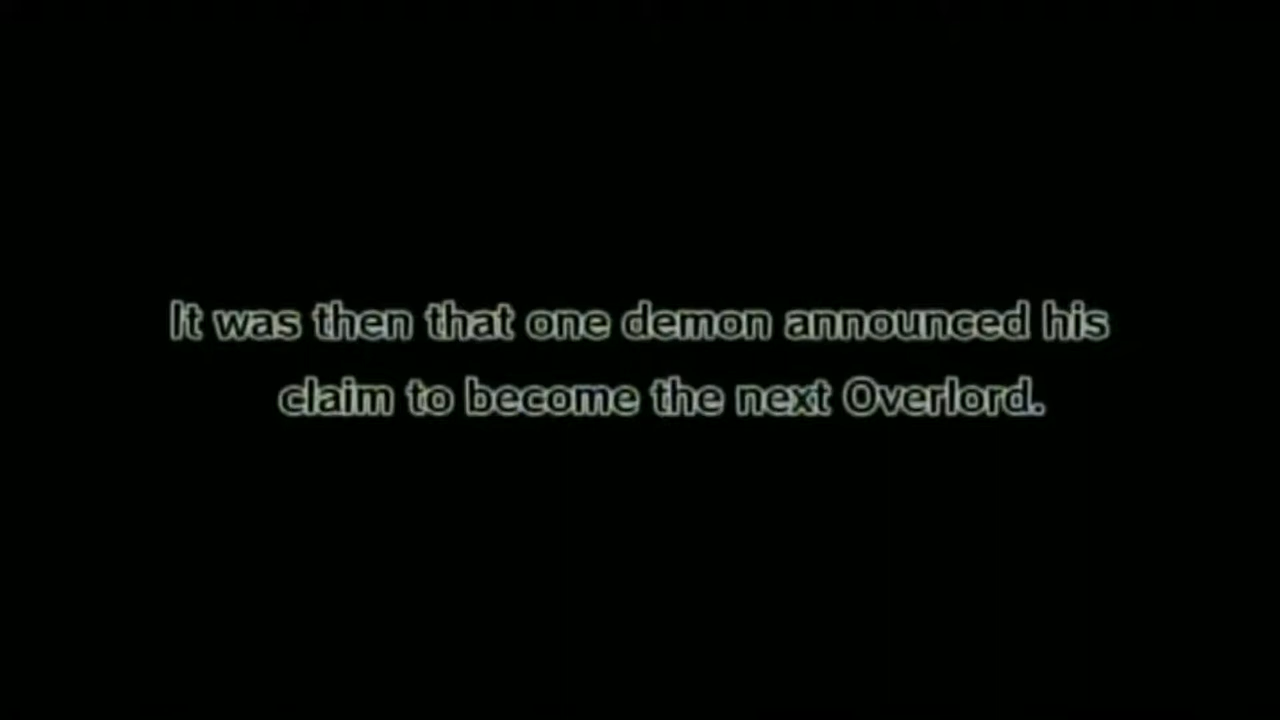 It was then that one demon announced his
claim to become the next Overlord.